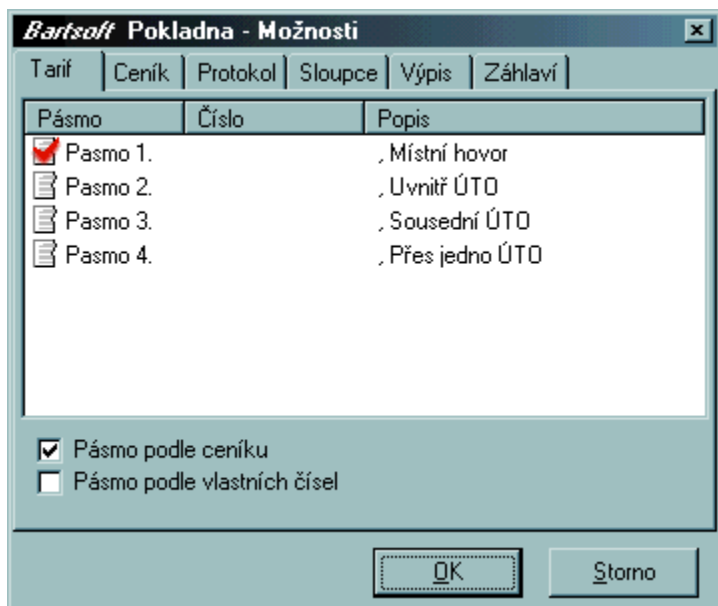 Bartsoft Pokladna - Možnosti
Tarif Ceník Protokol Sloupce Výpis Záhlaví
Pásmo Číslo Popis
Pasmo 1. , Místní hovor
Pasmo 2. , Uvnitř ÚTO
Pasmo 3. , Sousední ÚTO
Pasmo 4. , Přes jedno ÚTO
Pásmo podle ceníku
Pásmo podle vlastních čísel
OK Storno